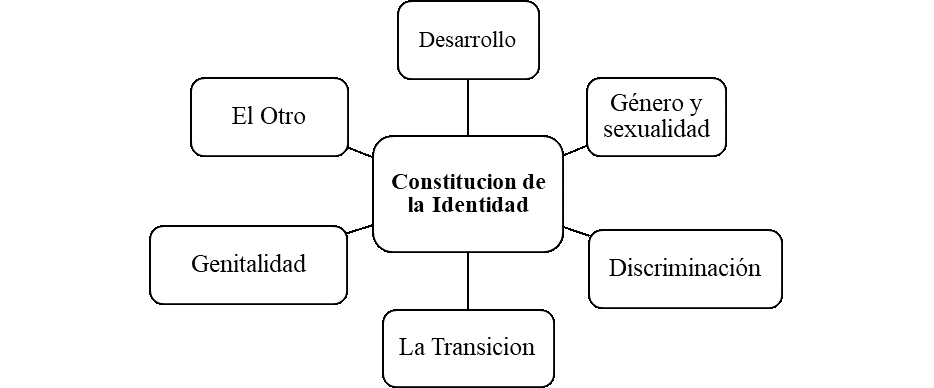 Desarrollo
El Otro
Género y
sexualidad
Constitucion de
la Identidad
Genitalidad
Discriminación
La Transicion